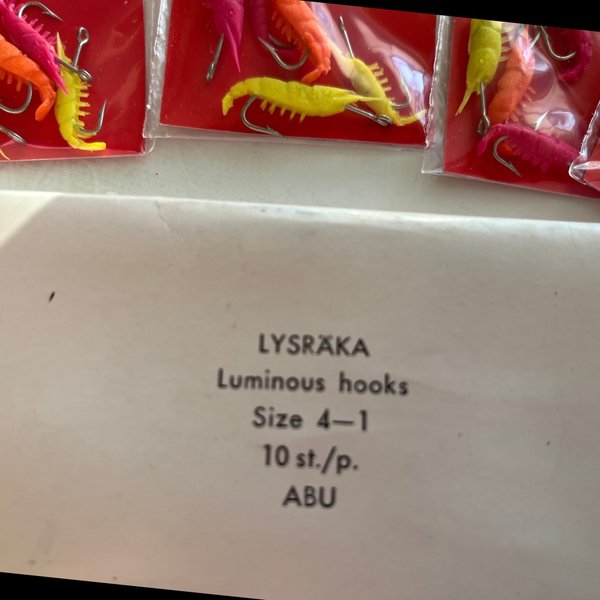 LYSRÄKA
Luminous hooks
Size 4—1
10 st./p.
ABU